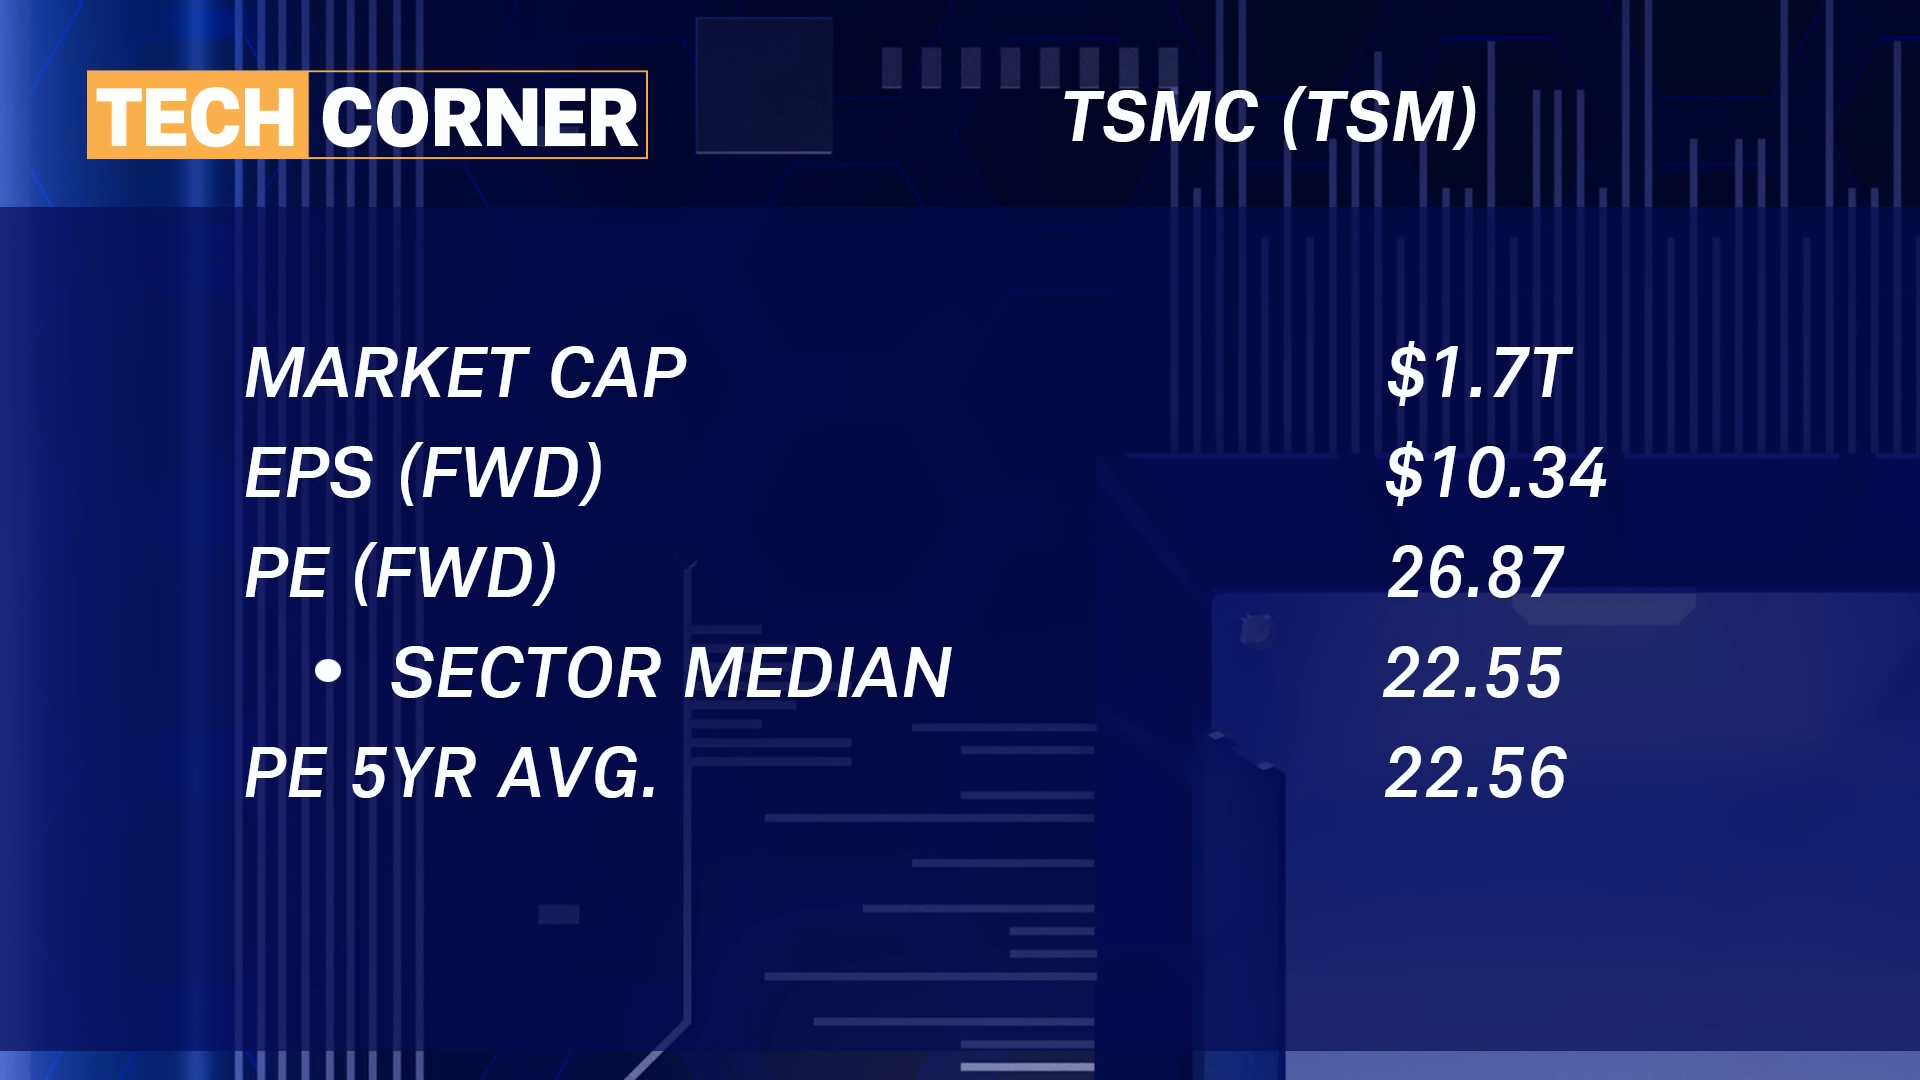 TECH CORNER
TSMC (TSM)
MARKET CAP $1.7T
EPS (FWD) $10.34
PE (FWD) 26.87
• SECTOR MEDIAN 22.55
PE 5YR AVG. 22.56